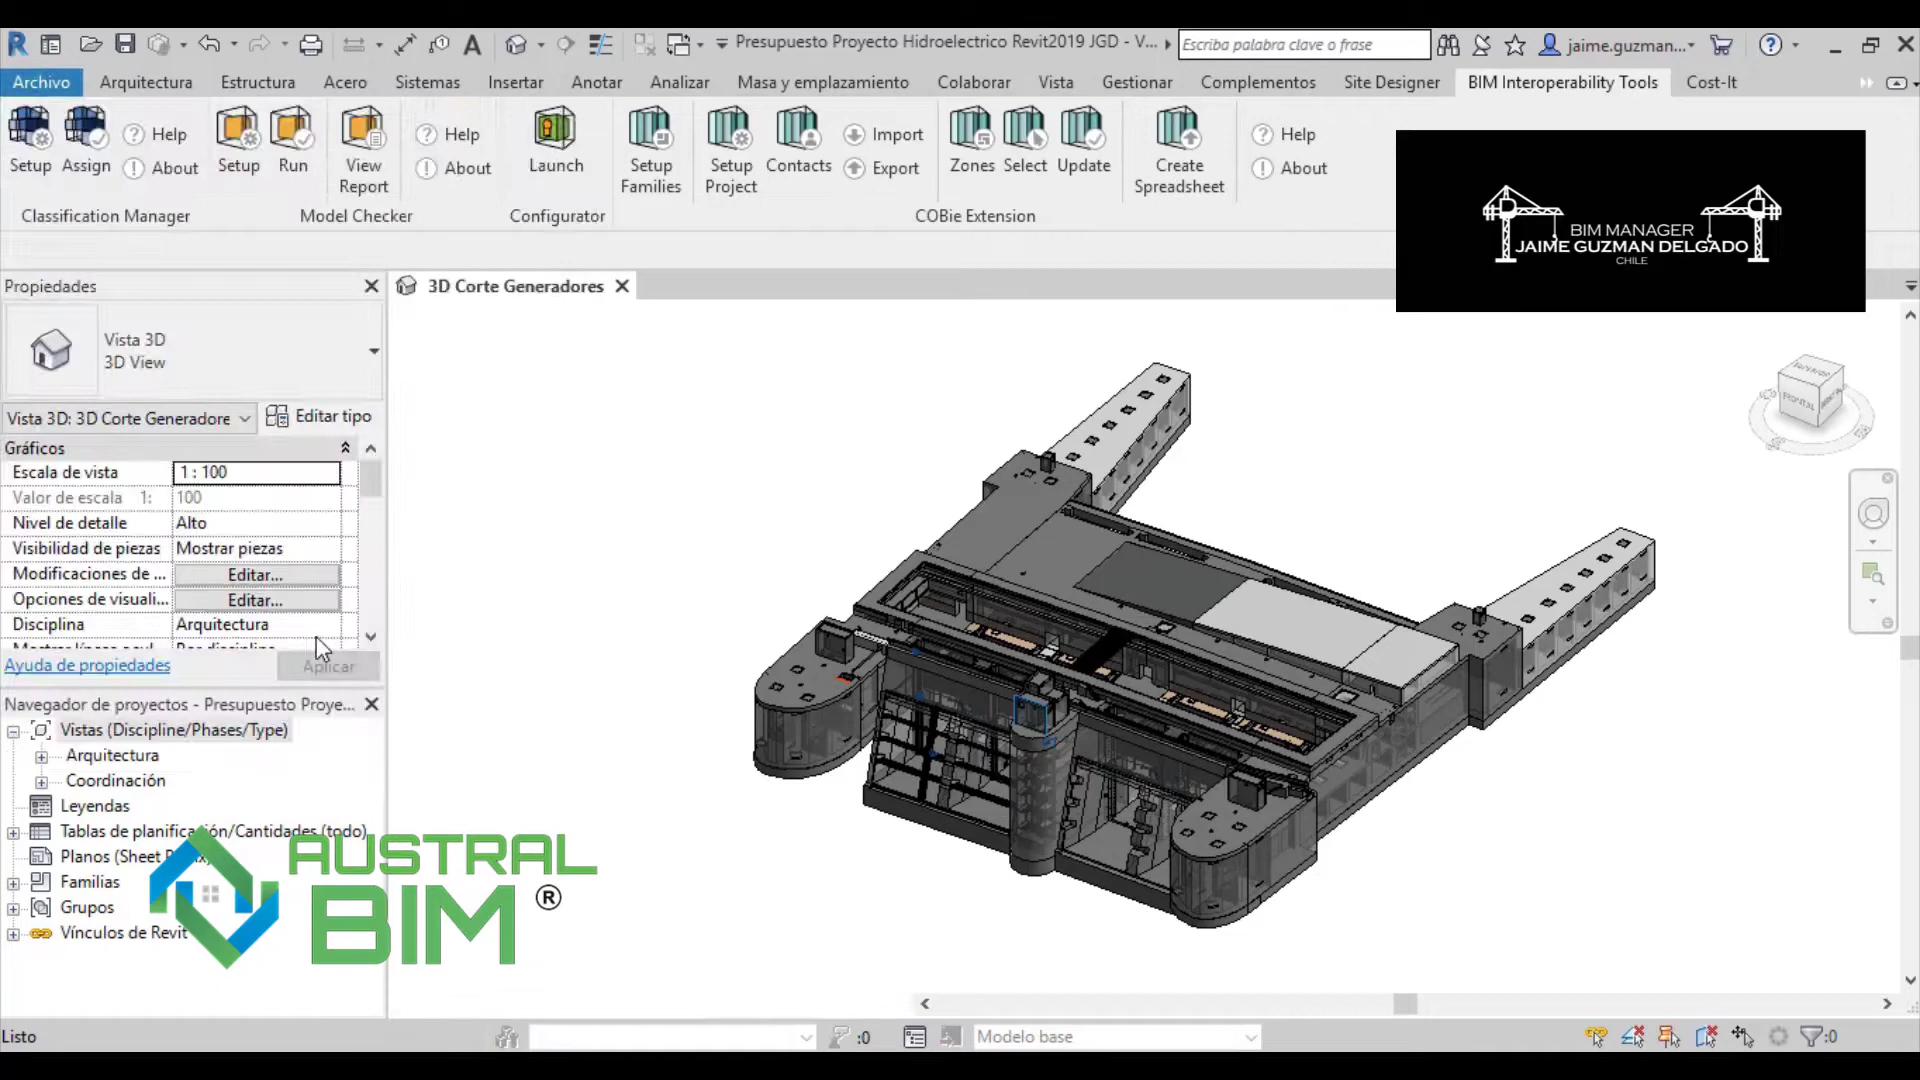 Presupuesto Proyecto Hidroelectrico Revit2019 JGD - V...
Escriba palabra clave o frase
jaime.guzman...
Archivo Arquitectura Estructura Acero Sistemas Insertar Anotar Analizar Masa y emplazamiento Colaborar Vista Gestionar Complementos Site Designer BIM Interoperability Tools Cost-It
Setup Assign Help About
Setup Run View Report Help About
Launch
Setup Families Setup Project Contacts Import Export Zones Select Update Create Spreadsheet Help About
Classification Manager Model Checker Configurator COBie Extension
BIM MANAGER
JAIME GUZMAN DELGADO
CHILE
Propiedades
3D Corte Generadores
Vista 3D
3D View
Vista 3D: 3D Corte Generadore
Editar tipo
Gráficos
Escala de vista 1 : 100
Valor de escala 1: 100
Nivel de detalle Alto
Visibilidad de piezas Mostrar piezas
Modificaciones de ... Editar...
Opciones de visuali... Editar...
Disciplina Arquitectura
Ayuda de propiedades Aplicar
Navegador de proyectos - Presupuesto Proye...
Vistas (Discipline/Phases/Type)
Arquitectura
Coordinación
Leyendas
Tablas de planificación/Cantidades (todo)
Planos (Sheet
Familias
Grupos
Vínculos de Revit
AUSTRAL
BIM ®
FRONTAL
Listo
:0
Modelo base
:0